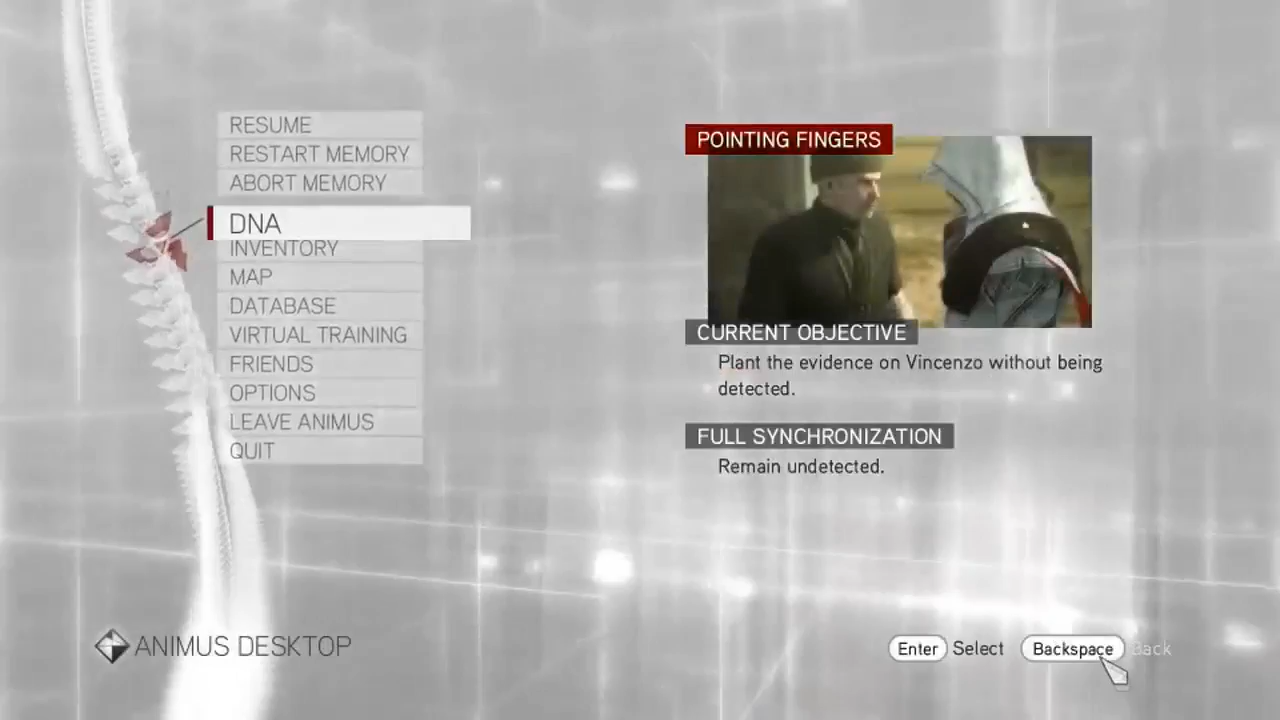 RESUME
RESTART MEMORY
ABORT MEMORY
DNA
INVENTORY
MAP
DATABASE
VIRTUAL TRAINING
FRIENDS
OPTIONS
LEAVE ANIMUS
QUIT
POINTING FINGERS
CURRENT OBJECTIVE
Plant the evidence on Vincenzo without being
detected.
FULL SYNCHRONIZATION
Remain undetected.
ANIMUS DESKTOP
Enter Select Backspace Back